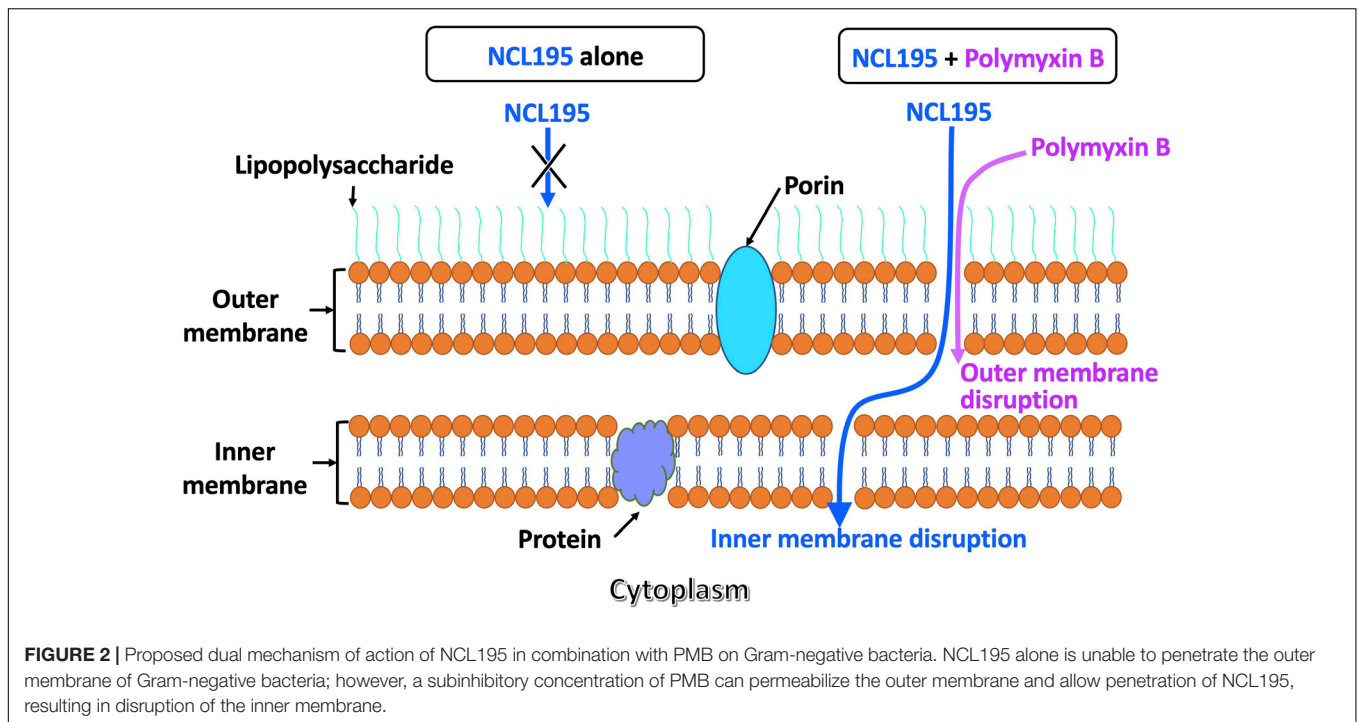 NCL195 alone
NCL195 + Polymyxin B
NCL195
NCL195
Polymyxin B
Lipopolysaccharide
Porin
Outer
membrane
Outer membrane
disruption
Inner
membrane
Protein
Inner membrane disruption
Cytoplasm
FIGURE 2 | Proposed dual mechanism of action of NCL195 in combination with PMB on Gram-negative bacteria. NCL195 alone is unable to penetrate the outer
membrane of Gram-negative bacteria; however, a subinhibitory concentration of PMB can permeabilize the outer membrane and allow penetration of NCL195,
resulting in disruption of the inner membrane.